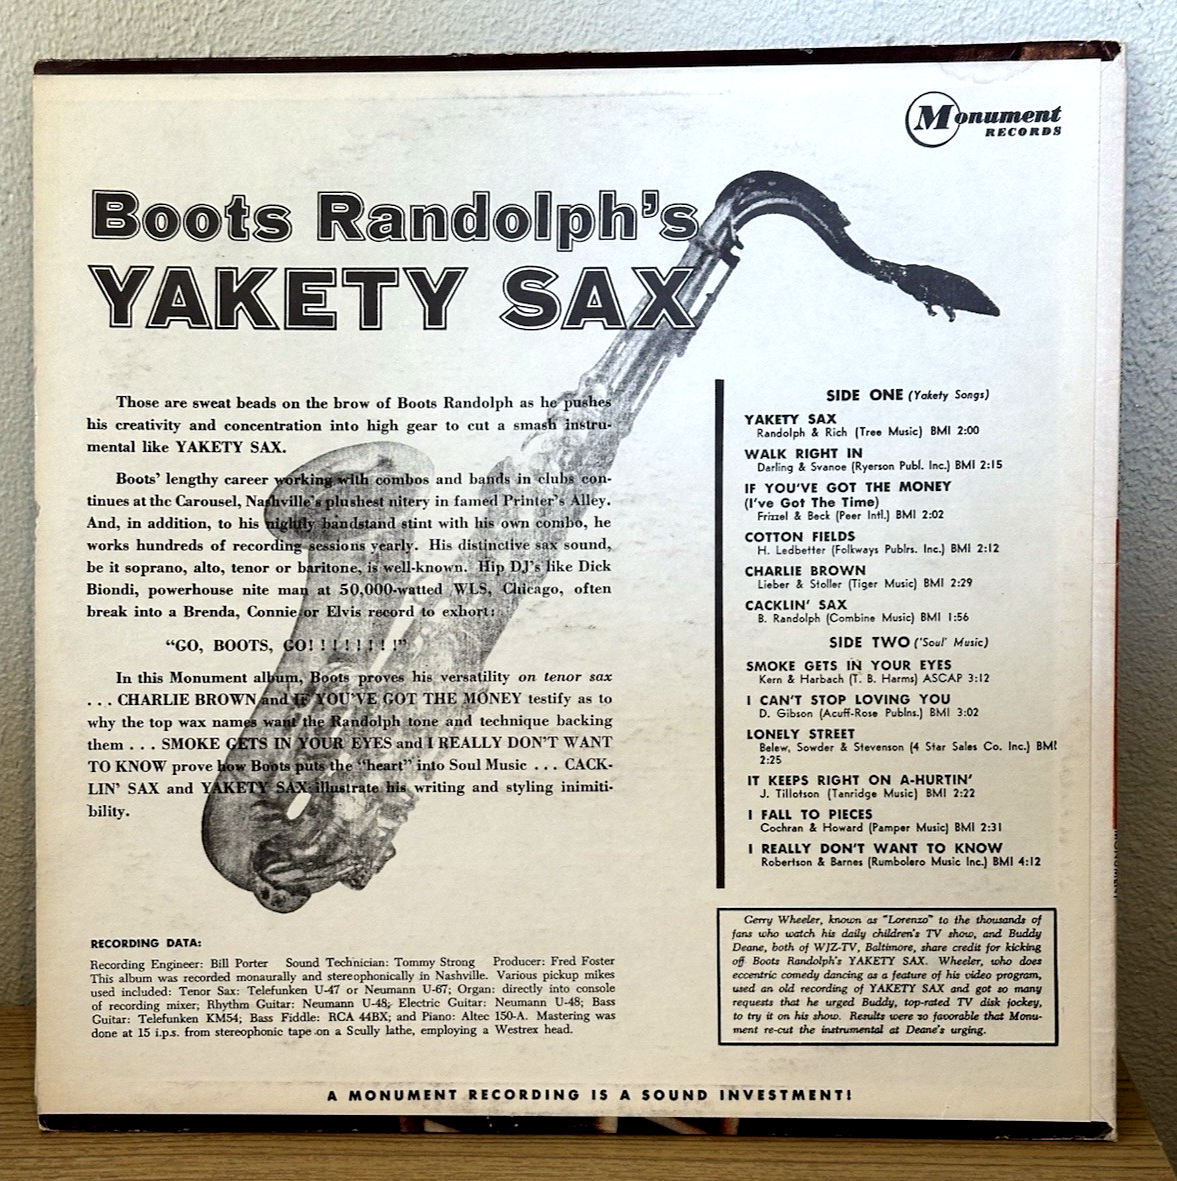 Monument
RECORDS
Boots Randolph's
YAKETY SAX
Those are sweat beads on the brow of Boots Randolph as he pushes
his creativity and concentration into high gear to cut a smash instru-
mental like YAKETY SAX.
Boots' lengthy career working with combos and bands in clubs con-
tinues at the Carousel, Nashville's plushest nitery in famed Printer's Alley.
And, in addition, to his nightly bandstand stint with his own combo, he
works hundreds of recording sessions yearly. His distinctive sax sound,
be it soprano, alto, tenor or baritone, is well-known. Hip DJ's like Dick
Biondi, powerhouse nite man at 50,000-watted WLS, Chicago, often
break into a Brenda, Connie or Elvis record to exhort:
"GO, BOOTS, GO! ! ! ! ! ! ! !"
In this Monument album, Boots proves his versatility on tenor sax
. . . CHARLIE BROWN and IF YOU'VE GOT THE MONEY testify as to
why the top wax names want the Randolph tone and technique backing
them . . . SMOKE GETS IN YOUR EYES and I REALLY DON'T WANT
TO KNOW prove how Boots puts the "heart" into Soul Music . . . CACK-
LIN' SAX and YAKETY SAX illustrate his writing and styling inimiti-
bility.
RECORDING DATA:
Recording Engineer: Bill Porter Sound Technician: Tommy Strong Producer: Fred Foster
This album was recorded monaurally and stereophonically in Nashville. Various pickup mikes
used included: Tenor Sax: Telefunken U-47 or Neumann U-67; Organ: directly into console
of recording mixer; Rhythm Guitar: Neumann U-48; Electric Guitar: Neumann U-48; Bass
Guitar: Telefunken KM54; Bass Fiddle: RCA 44BX; and Piano: Altec 150-A. Mastering was
done at 15 i.p.s. from stereophonic tape on a Scully lathe, employing a Westrex head.
SIDE ONE (Yakety Songs)
YAKETY SAX
Randolph & Rich (Tree Music) BMI 2:00
WALK RIGHT IN
Darling & Svanoe (Ryerson Publ. Inc.) BMI 2:15
IF YOU'VE GOT THE MONEY
(I've Got The Time)
Frizzel & Beck (Peer Intl.) BMI 2:02
COTTON FIELDS
H. Ledbetter (Folkways Publrs. Inc.) BMI 2:12
CHARLIE BROWN
Lieber & Stoller (Tiger Music) BMI 2:29
CACKLIN' SAX
B. Randolph (Combine Music) BMI 1:56
SIDE TWO ('Soul' Music)
SMOKE GETS IN YOUR EYES
Kern & Harbach (T. B. Harms) ASCAP 3:12
I CAN'T STOP LOVING YOU
D. Gibson (Acuff-Rose Publns.) BMI 3:02
LONELY STREET
Belew, Sowder & Stevenson (4 Star Sales Co. Inc.) BMI
2:25
IT KEEPS RIGHT ON A-HURTIN'
J. Tillotson (Tanridge Music) BMI 2:22
I FALL TO PIECES
Cochran & Howard (Pamper Music) BMI 2:31
I REALLY DON'T WANT TO KNOW
Robertson & Barnes (Rumbolero Music Inc.) BMI 4:12
Gerry Wheeler, known as "Lorenzo" to the thousands of
fans who watch his daily children's TV show, and Buddy
Deane, both of WJZ-TV, Baltimore, share credit for kicking
off Boots Randolph's YAKETY SAX. Wheeler, who does
eccentric comedy dancing as a feature of his video program,
used an old recording of YAKETY SAX and got so many
requests that he urged Buddy, top-rated TV disk jockey,
to try it on his show. Results were so favorable that Monu-
ment re-cut the instrumental at Deane's urging.
A MONUMENT RECORDING IS A SOUND INVESTMENT!